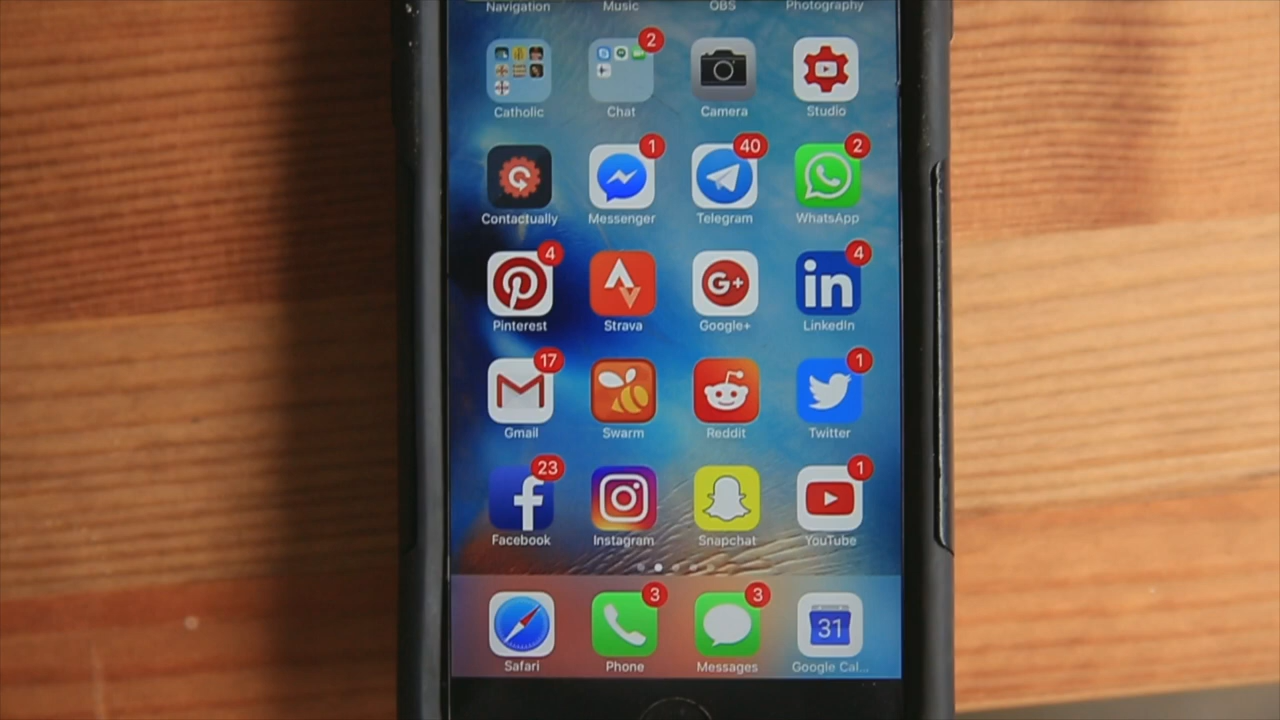 Navigation Music OBS Photography
2
Catholic Chat Camera Studio
1 40 2
Contactually Messenger Telegram WhatsApp
4 4
G+ in
Pinterest Strava Google+ LinkedIn
17 1
Gmail Swarm Reddit Twitter
23 1
Facebook Instagram Snapchat YouTube
3 3
31
Safari Phone Messages Google Cal...